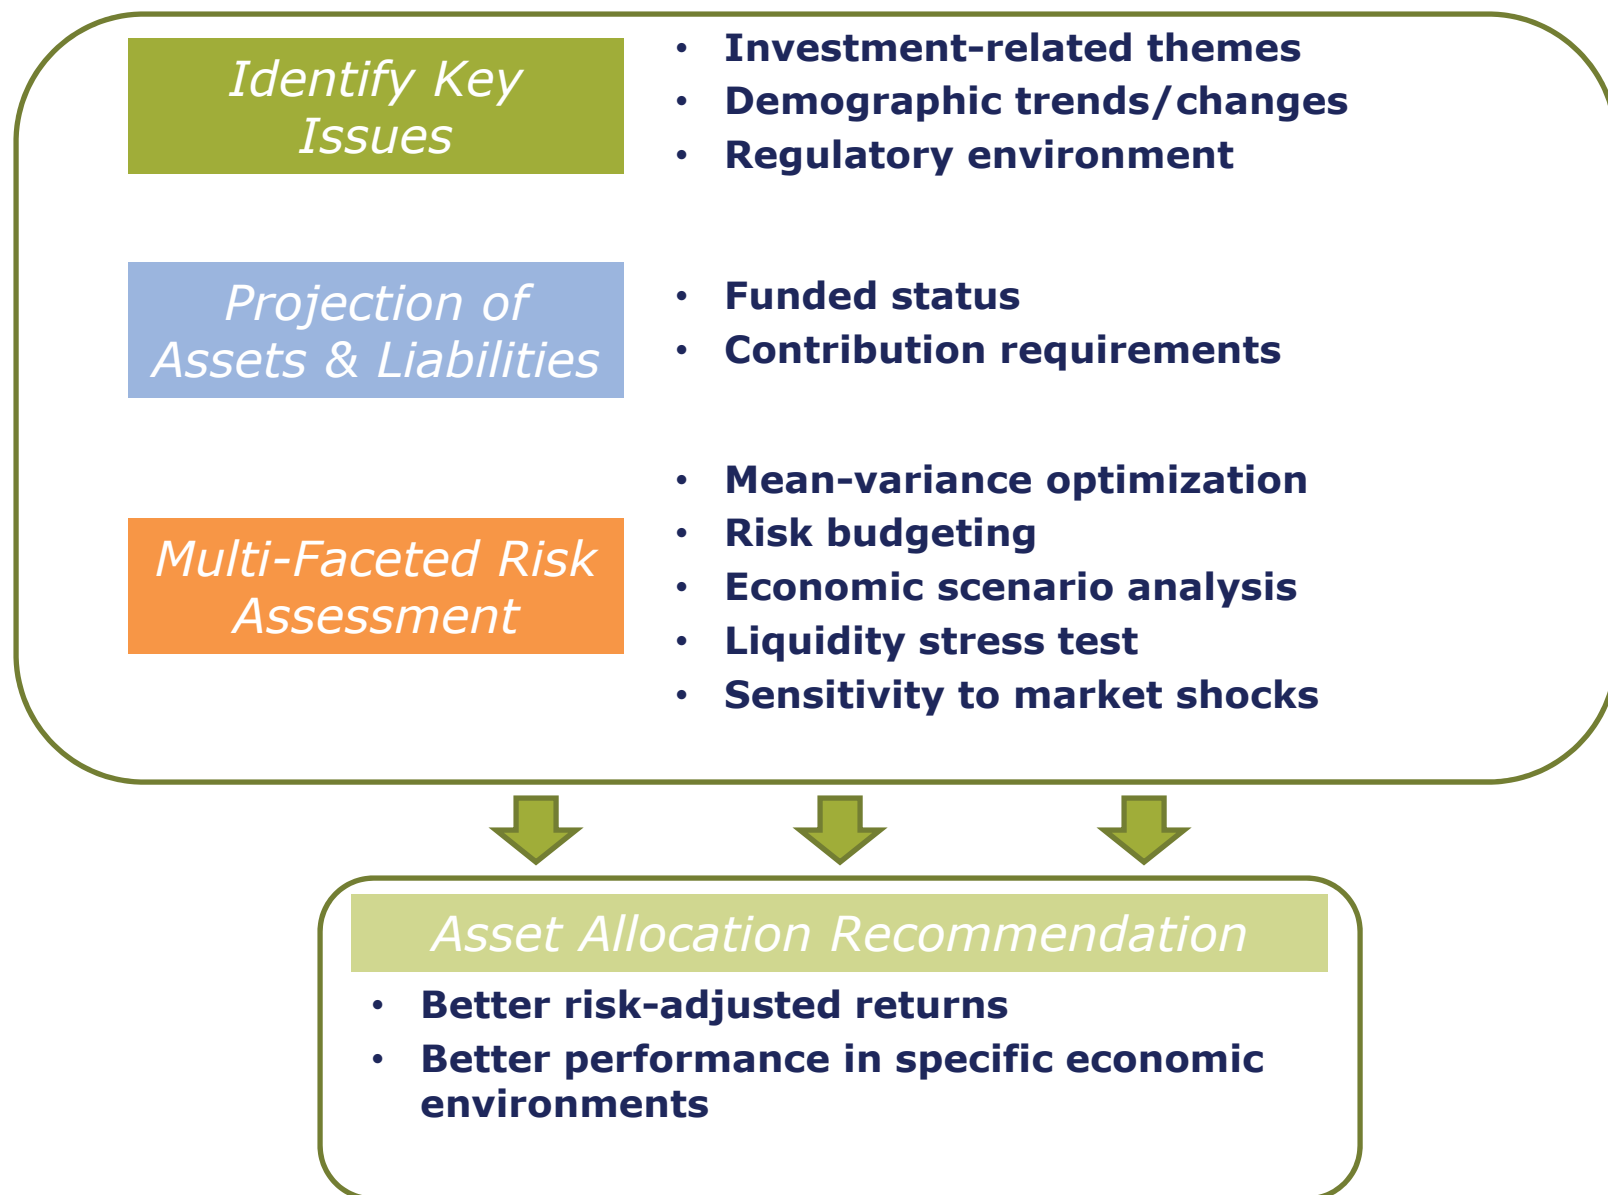 Identify Key
Issues
• Investment-related themes
• Demographic trends/changes
• Regulatory environment
Projection of
Assets & Liabilities
• Funded status
• Contribution requirements
Multi-Faceted Risk
Assessment
• Mean-variance optimization
• Risk budgeting
• Economic scenario analysis
• Liquidity stress test
• Sensitivity to market shocks
Asset Allocation Recommendation
• Better risk-adjusted returns
• Better performance in specific economic
environments